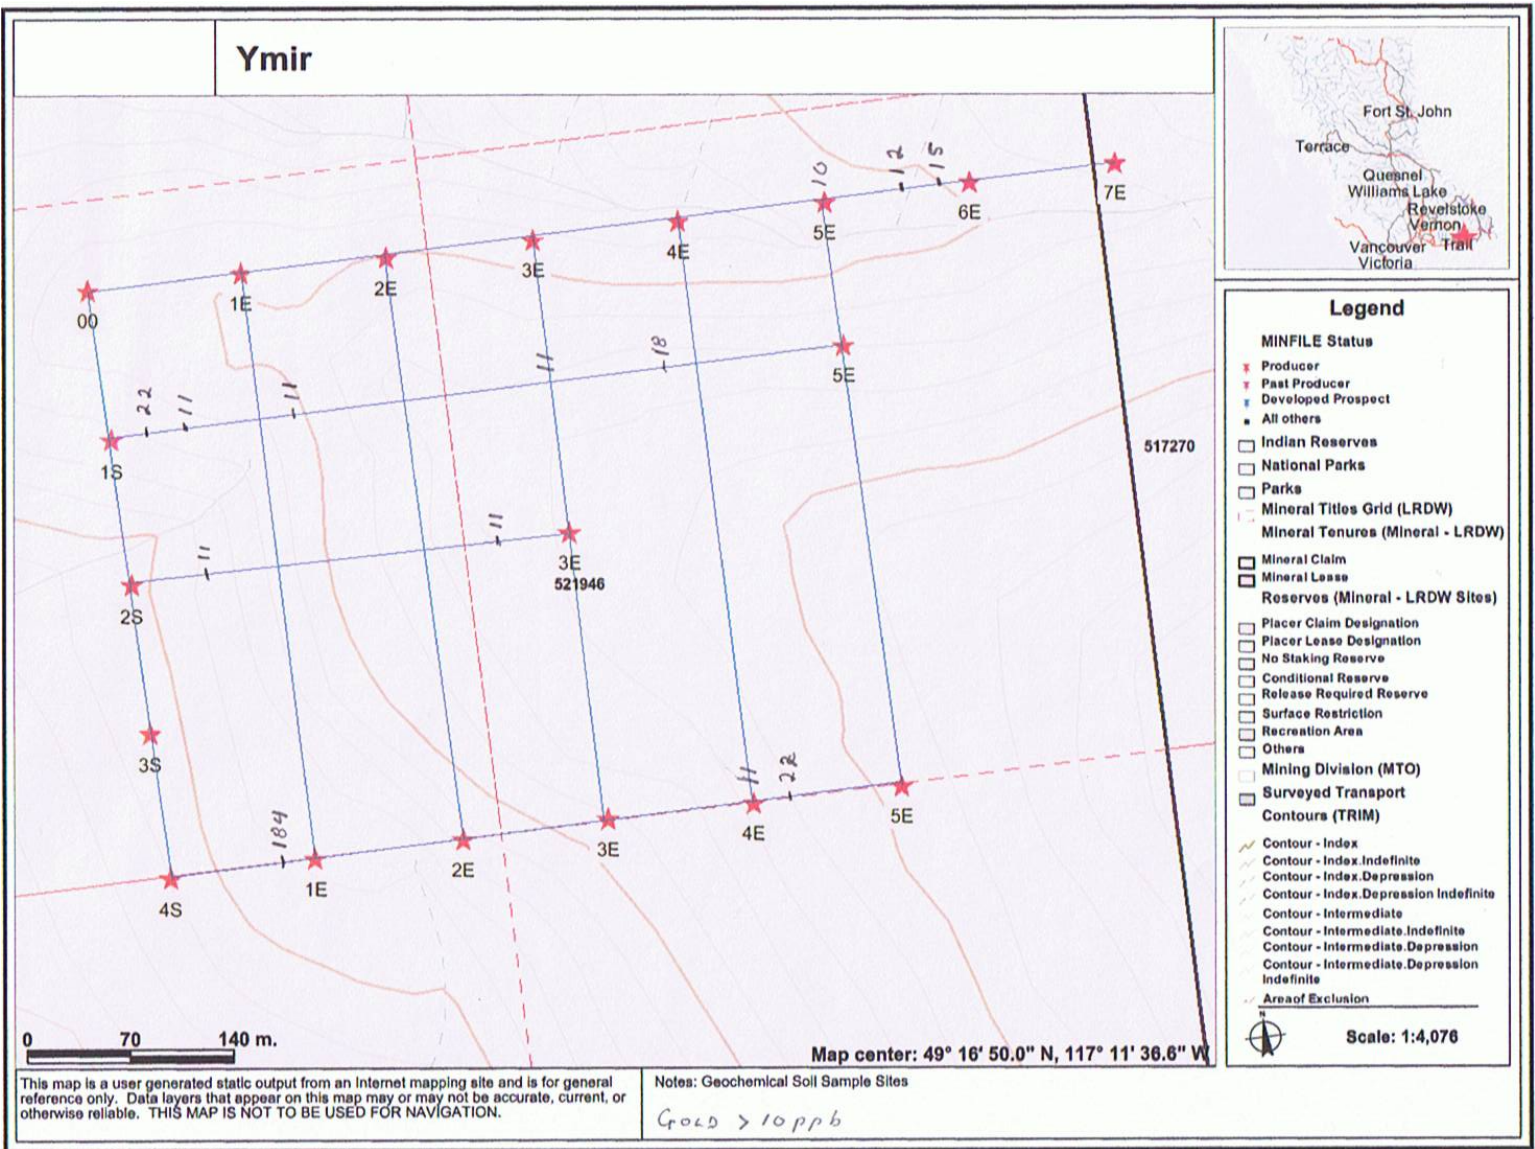 Ymir
Fort St. John
Terrace
Quesnel
Williams Lake
Revelstoke
Vernon
Vancouver Trail
Victoria
10
12
15
7E
6E
5E
4E
3E
2E
1E
00
18
11
5E
22
11
11
1S
517270
11
11
3E
521946
2S
3S
11
22
184
5E
4E
3E
2E
1E
4S
0 70 140 m.
Map center: 49° 16' 50.0" N, 117° 11' 36.6" W
Legend
MINFILE Status
Producer
Past Producer
Developed Prospect
All others
Indian Reserves
National Parks
Parks
Mineral Titles Grid (LRDW)
Mineral Tenures (Mineral - LRDW)
Mineral Claim
Mineral Lease
Reserves (Mineral - LRDW Sites)
Placer Claim Designation
Placer Lease Designation
No Staking Reserve
Conditional Reserve
Release Required Reserve
Surface Restriction
Recreation Area
Others
Mining Division (MTO)
Surveyed Transport
Contours (TRIM)
Contour - Index
Contour - Index.Indefinite
Contour - Index.Depression
Contour - Index.Depression Indefinite
Contour - Intermediate
Contour - Intermediate.Indefinite
Contour - Intermediate.Depression
Contour - Intermediate.Depression
Indefinite
Areaof Exclusion
N
Scale: 1:4,076
This map is a user generated static output from an Internet mapping site and is for general
reference only. Data layers that appear on this map may or may not be accurate, current, or
otherwise reliable. THIS MAP IS NOT TO BE USED FOR NAVIGATION.
Notes: Geochemical Soil Sample Sites
GOLD > 10 ppb